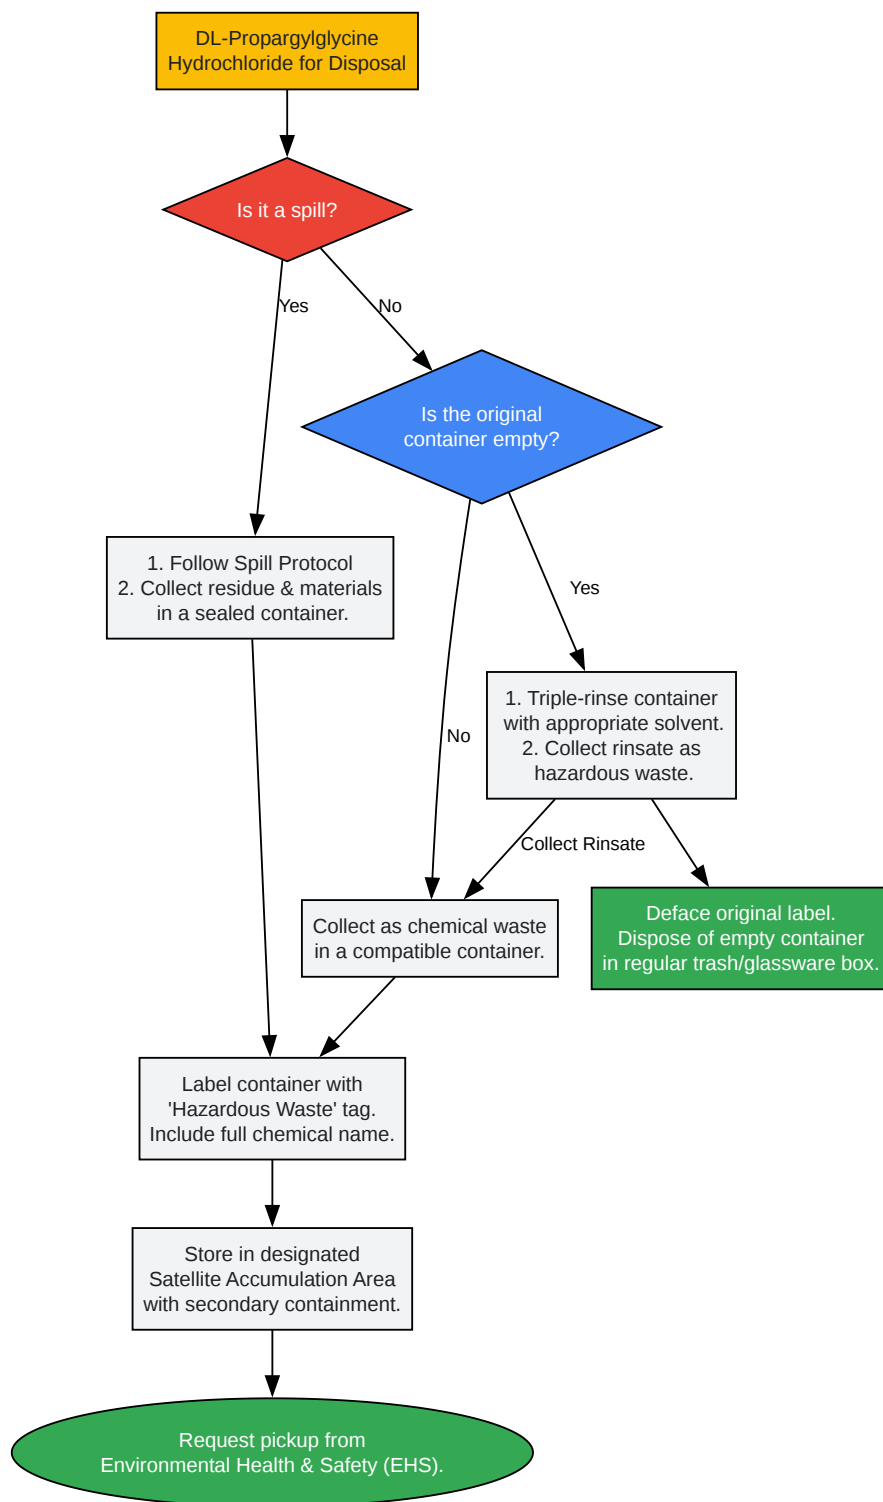 DL-Propargylglycine
Hydrochloride for Disposal
Is it a spill?
Yes
No
Is the original
container empty?
1. Follow Spill Protocol
2. Collect residue & materials
in a sealed container.
Yes
No
1. Triple-rinse container
with appropriate solvent.
2. Collect rinsate as
hazardous waste.
Collect Rinsate
Collect as chemical waste
in a compatible container.
Deface original label.
Dispose of empty container
in regular trash/glassware box.
Label container with
'Hazardous Waste' tag.
Include full chemical name.
Store in designated
Satellite Accumulation Area
with secondary containment.
Request pickup from
Environmental Health & Safety (EHS).